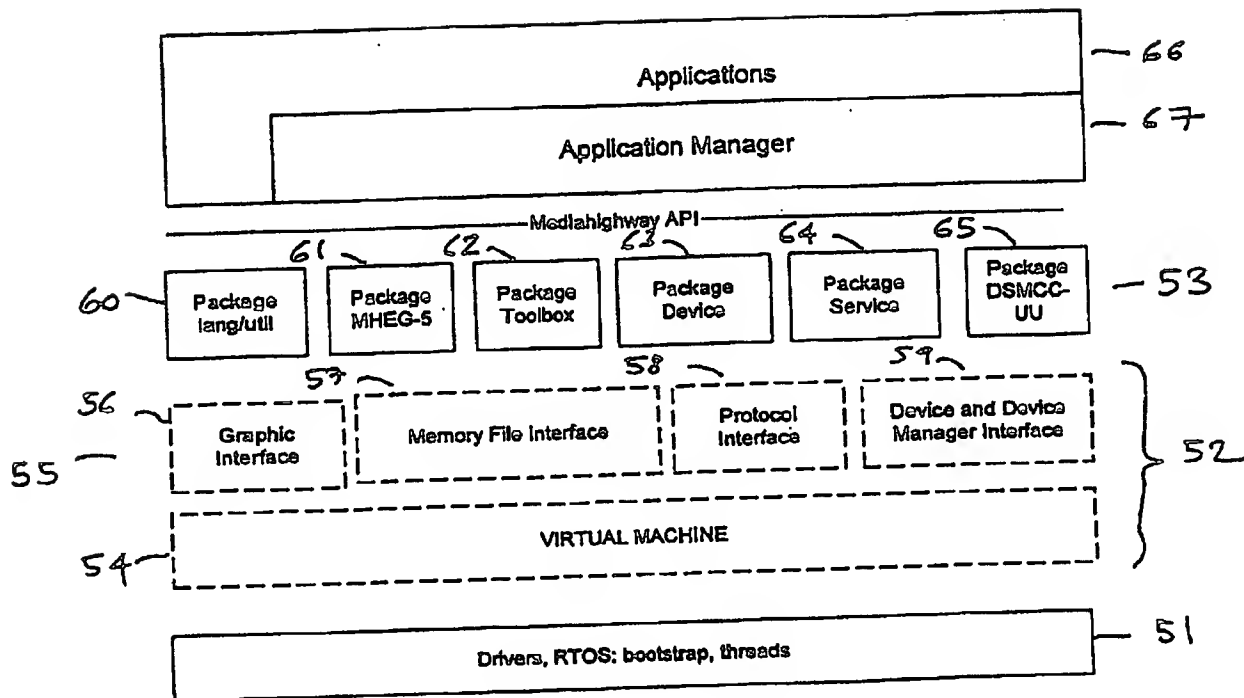 Applications
66
Application Manager
67
Mediahighway API
61
62
63
64
65
60
Package lang/util
Package MHEG-5
Package Toolbox
Package Device
Package Service
Package DSMCC-UU
53
56
57
58
59
55
Graphic Interface
Memory File Interface
Protocol Interface
Device and Device Manager Interface
52
54
VIRTUAL MACHINE
Drivers, RTOS: bootstrap, threads
51